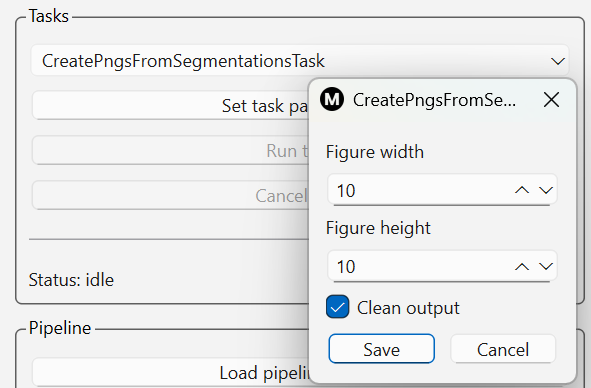 Tasks
CreatePngsFromSegmentationsTask
Set task pa
Run t
Cancel
Status: idle
Pipeline
Load pipelin
M CreatePngsFromSe...
Figure width
10
Figure height
10
Clean output
Save Cancel